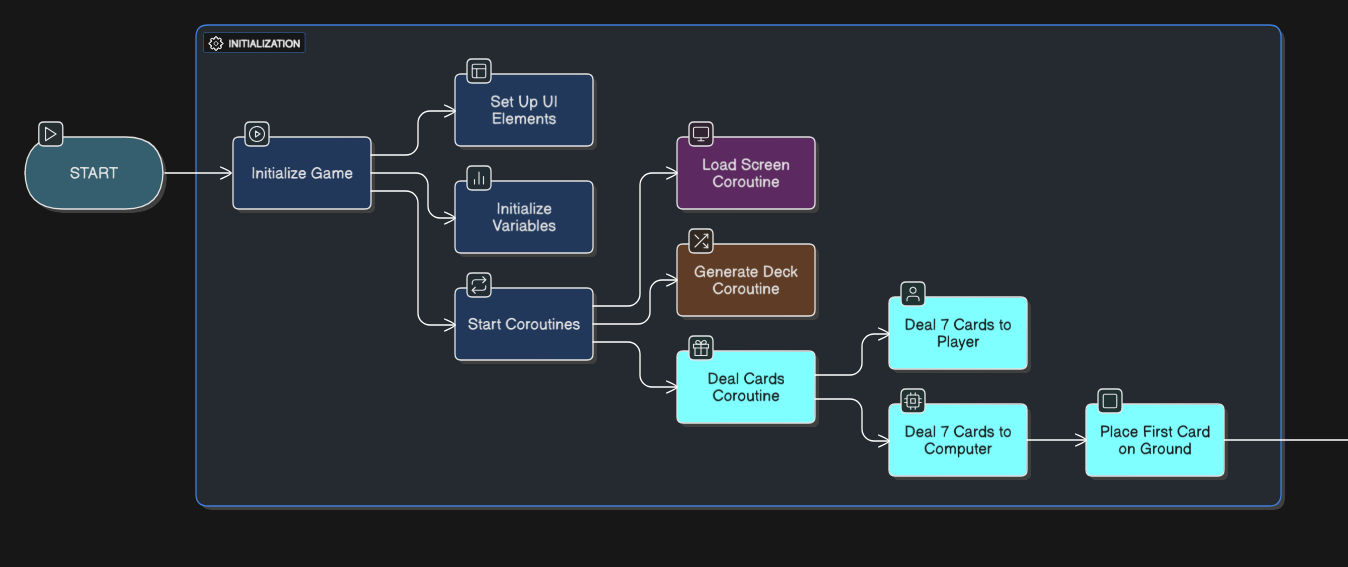 INITIALIZATION
START
Initialize Game
Set Up UI
Elements
Initialize
Variables
Start Coroutines
Load Screen
Coroutine
Generate Deck
Coroutine
Deal Cards
Coroutine
Deal 7 Cards to
Player
Deal 7 Cards to
Computer
Place First Card
on Ground